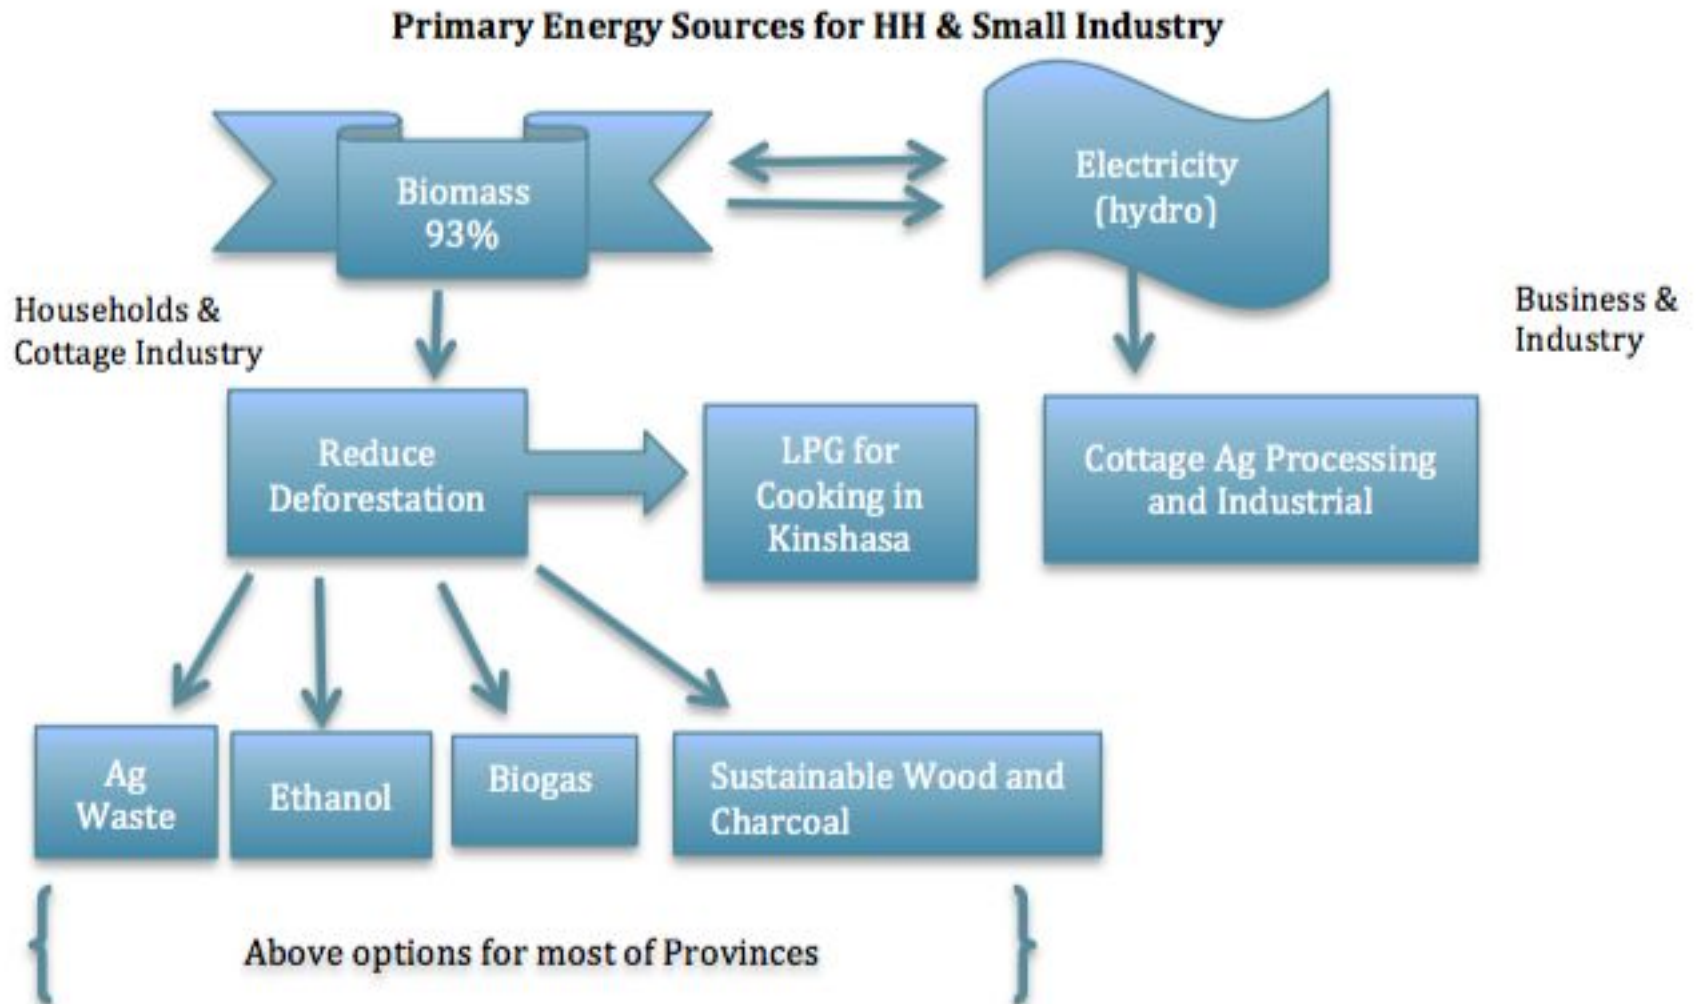 Primary Energy Sources for HH & Small Industry
Biomass
93%
Electricity
(hydro)
Households &
Cottage Industry
Business &
Industry
Reduce
Deforestation
LPG for
Cooking in
Kinshasa
Cottage Ag Processing
and Industrial
Ag
Waste
Ethanol
Biogas
Sustainable Wood and
Charcoal
Above options for most of Provinces